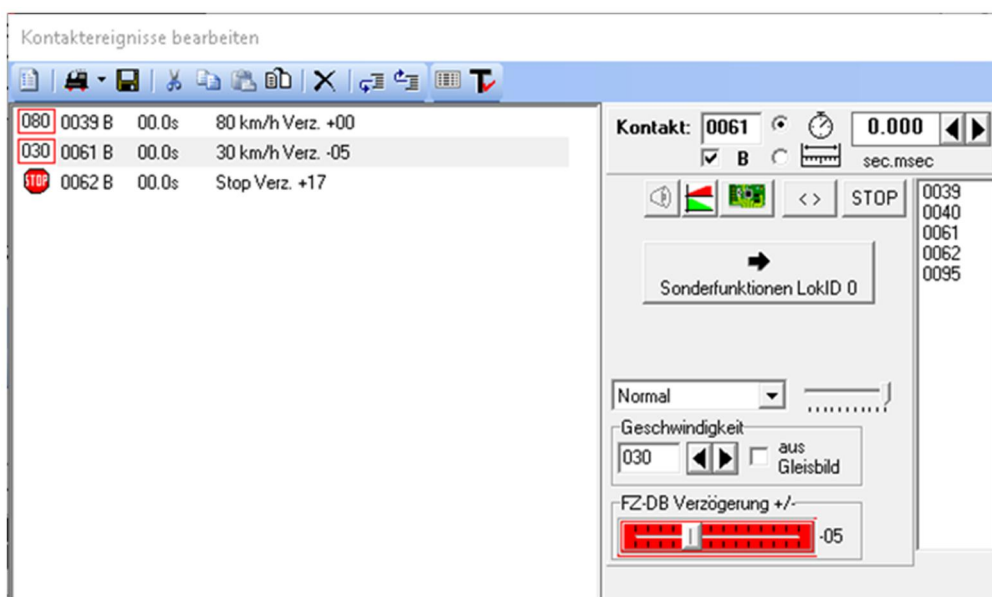 Kontaktereignisse bearbeiten
080 0039 B 00.0s 80 km/h Verz. +00
030 0061 B 00.0s 30 km/h Verz. -05
STOP 0062 B 00.0s Stop Verz. +17
Kontakt: 0061 0.000
B sec.msec
< > STOP
0039
0040
0061
0062
0095
Sonderfunktionen LokID 0
Normal
Geschwindigkeit
030 aus
Gleisbild
FZ-DB Verzögerung +/-
-05